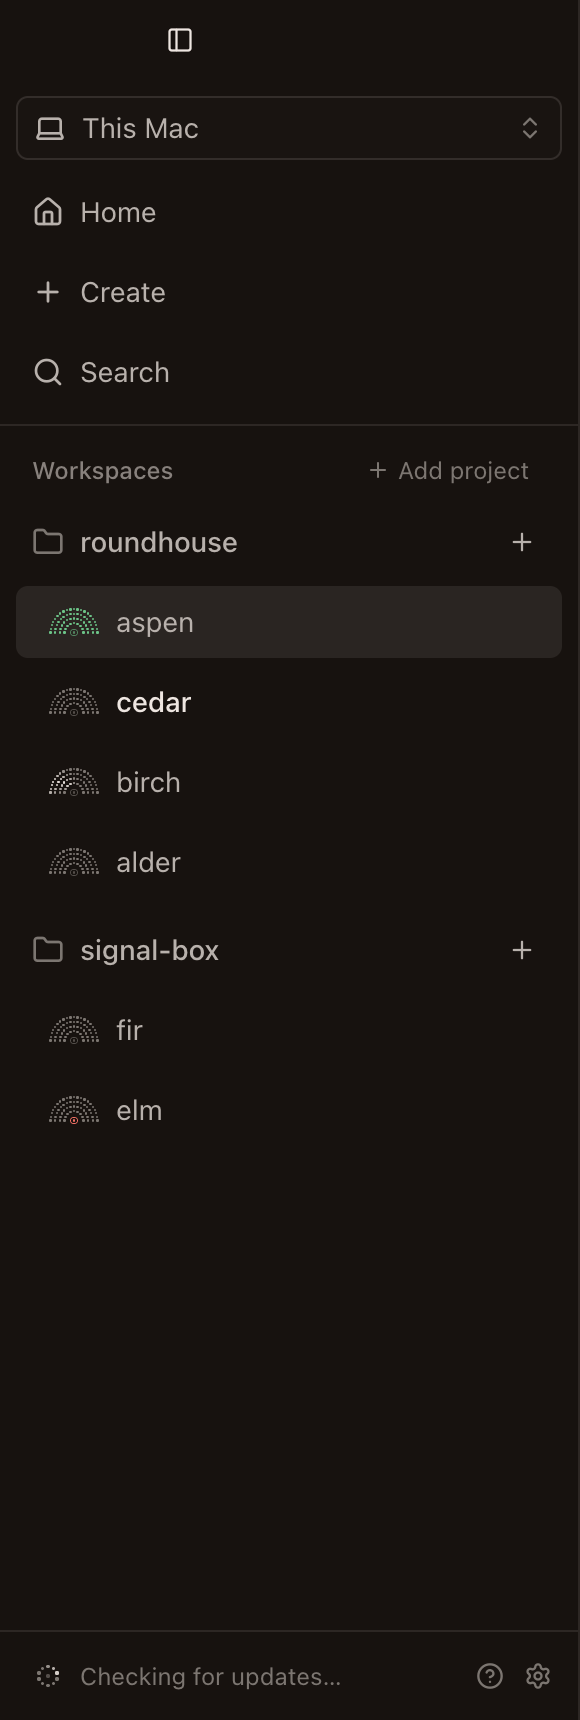 This Mac
Home
Create
Search
Workspaces
Add project
roundhouse
aspen
cedar
birch
alder
signal-box
fir
elm
Checking for updates...